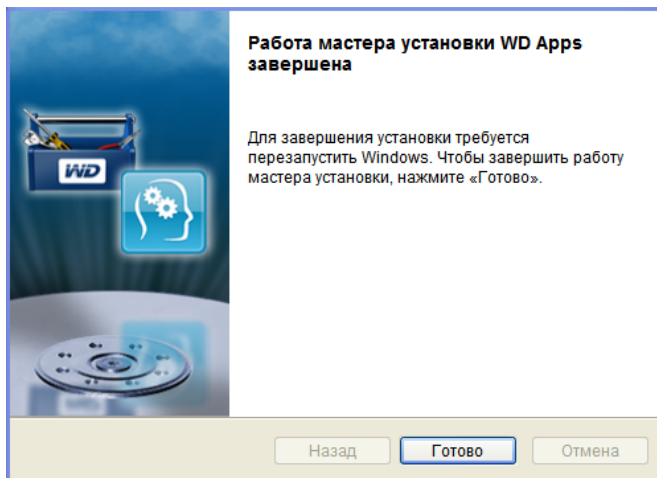 Работа мастера установки WD Apps
завершена
Для завершения установки требуется
перезапустить Windows. Чтобы завершить работу
мастера установки, нажмите «Готово».
WD
Назад
Готово
Отмена